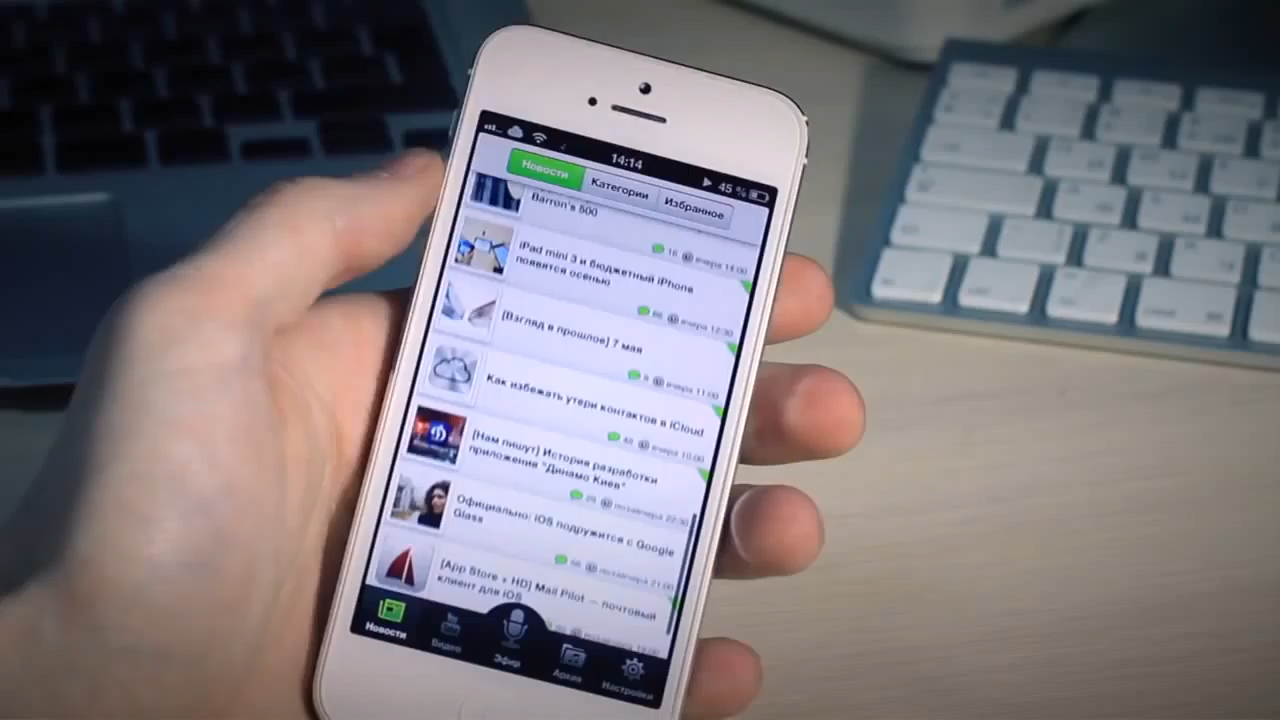 14:14
45 %
Новости
Категории
Избранное
Barron's 500
16 вчера 14:00
iPad mini 3 и бюджетный iPhone
появятся осенью
вчера 12:30
[Взгляд в прошлое] 7 мая
вчера 11:00
Как избежать утери контактов в iCloud
вчера 10:00
[Нам пишут] История разработки
приложения "Динамо Киев"
позавчера 22:30
Официально: iOS подружится с Google
Glass
позавчера 21:00
[App Store + HD] Mail Pilot — почтовый
клиент для iOS
Новости
Видео
Эфир
Архив
Настройки